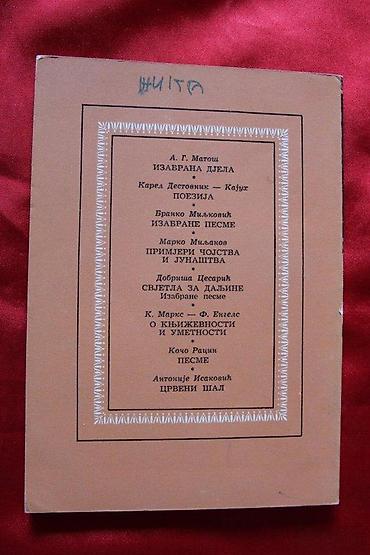 А. Г. Матош
ИЗАБРАНА ДЈЕЛА
•
Карел Дестовник — Кајух
ПОЕЗИЈА
•
Бранко Миљковић
ИЗАБРАНЕ ПЕСМЕ
•
Марко Миљанов
ПРИМЈЕРИ ЧОЈСТВА
И ЈУНАШТВА
•
Добриша Цесарић
СВЈЕТЛА ЗА ДАЉИНЕ
Изабране песме
•
К. Маркс — Ф. Енгелс
О КЊИЖЕВНОСТИ
И УМЕТНОСТИ
•
Кочо Рацин
ПЕСМЕ
•
Антоније Исаковић
ЦРВЕНИ ШАЛ